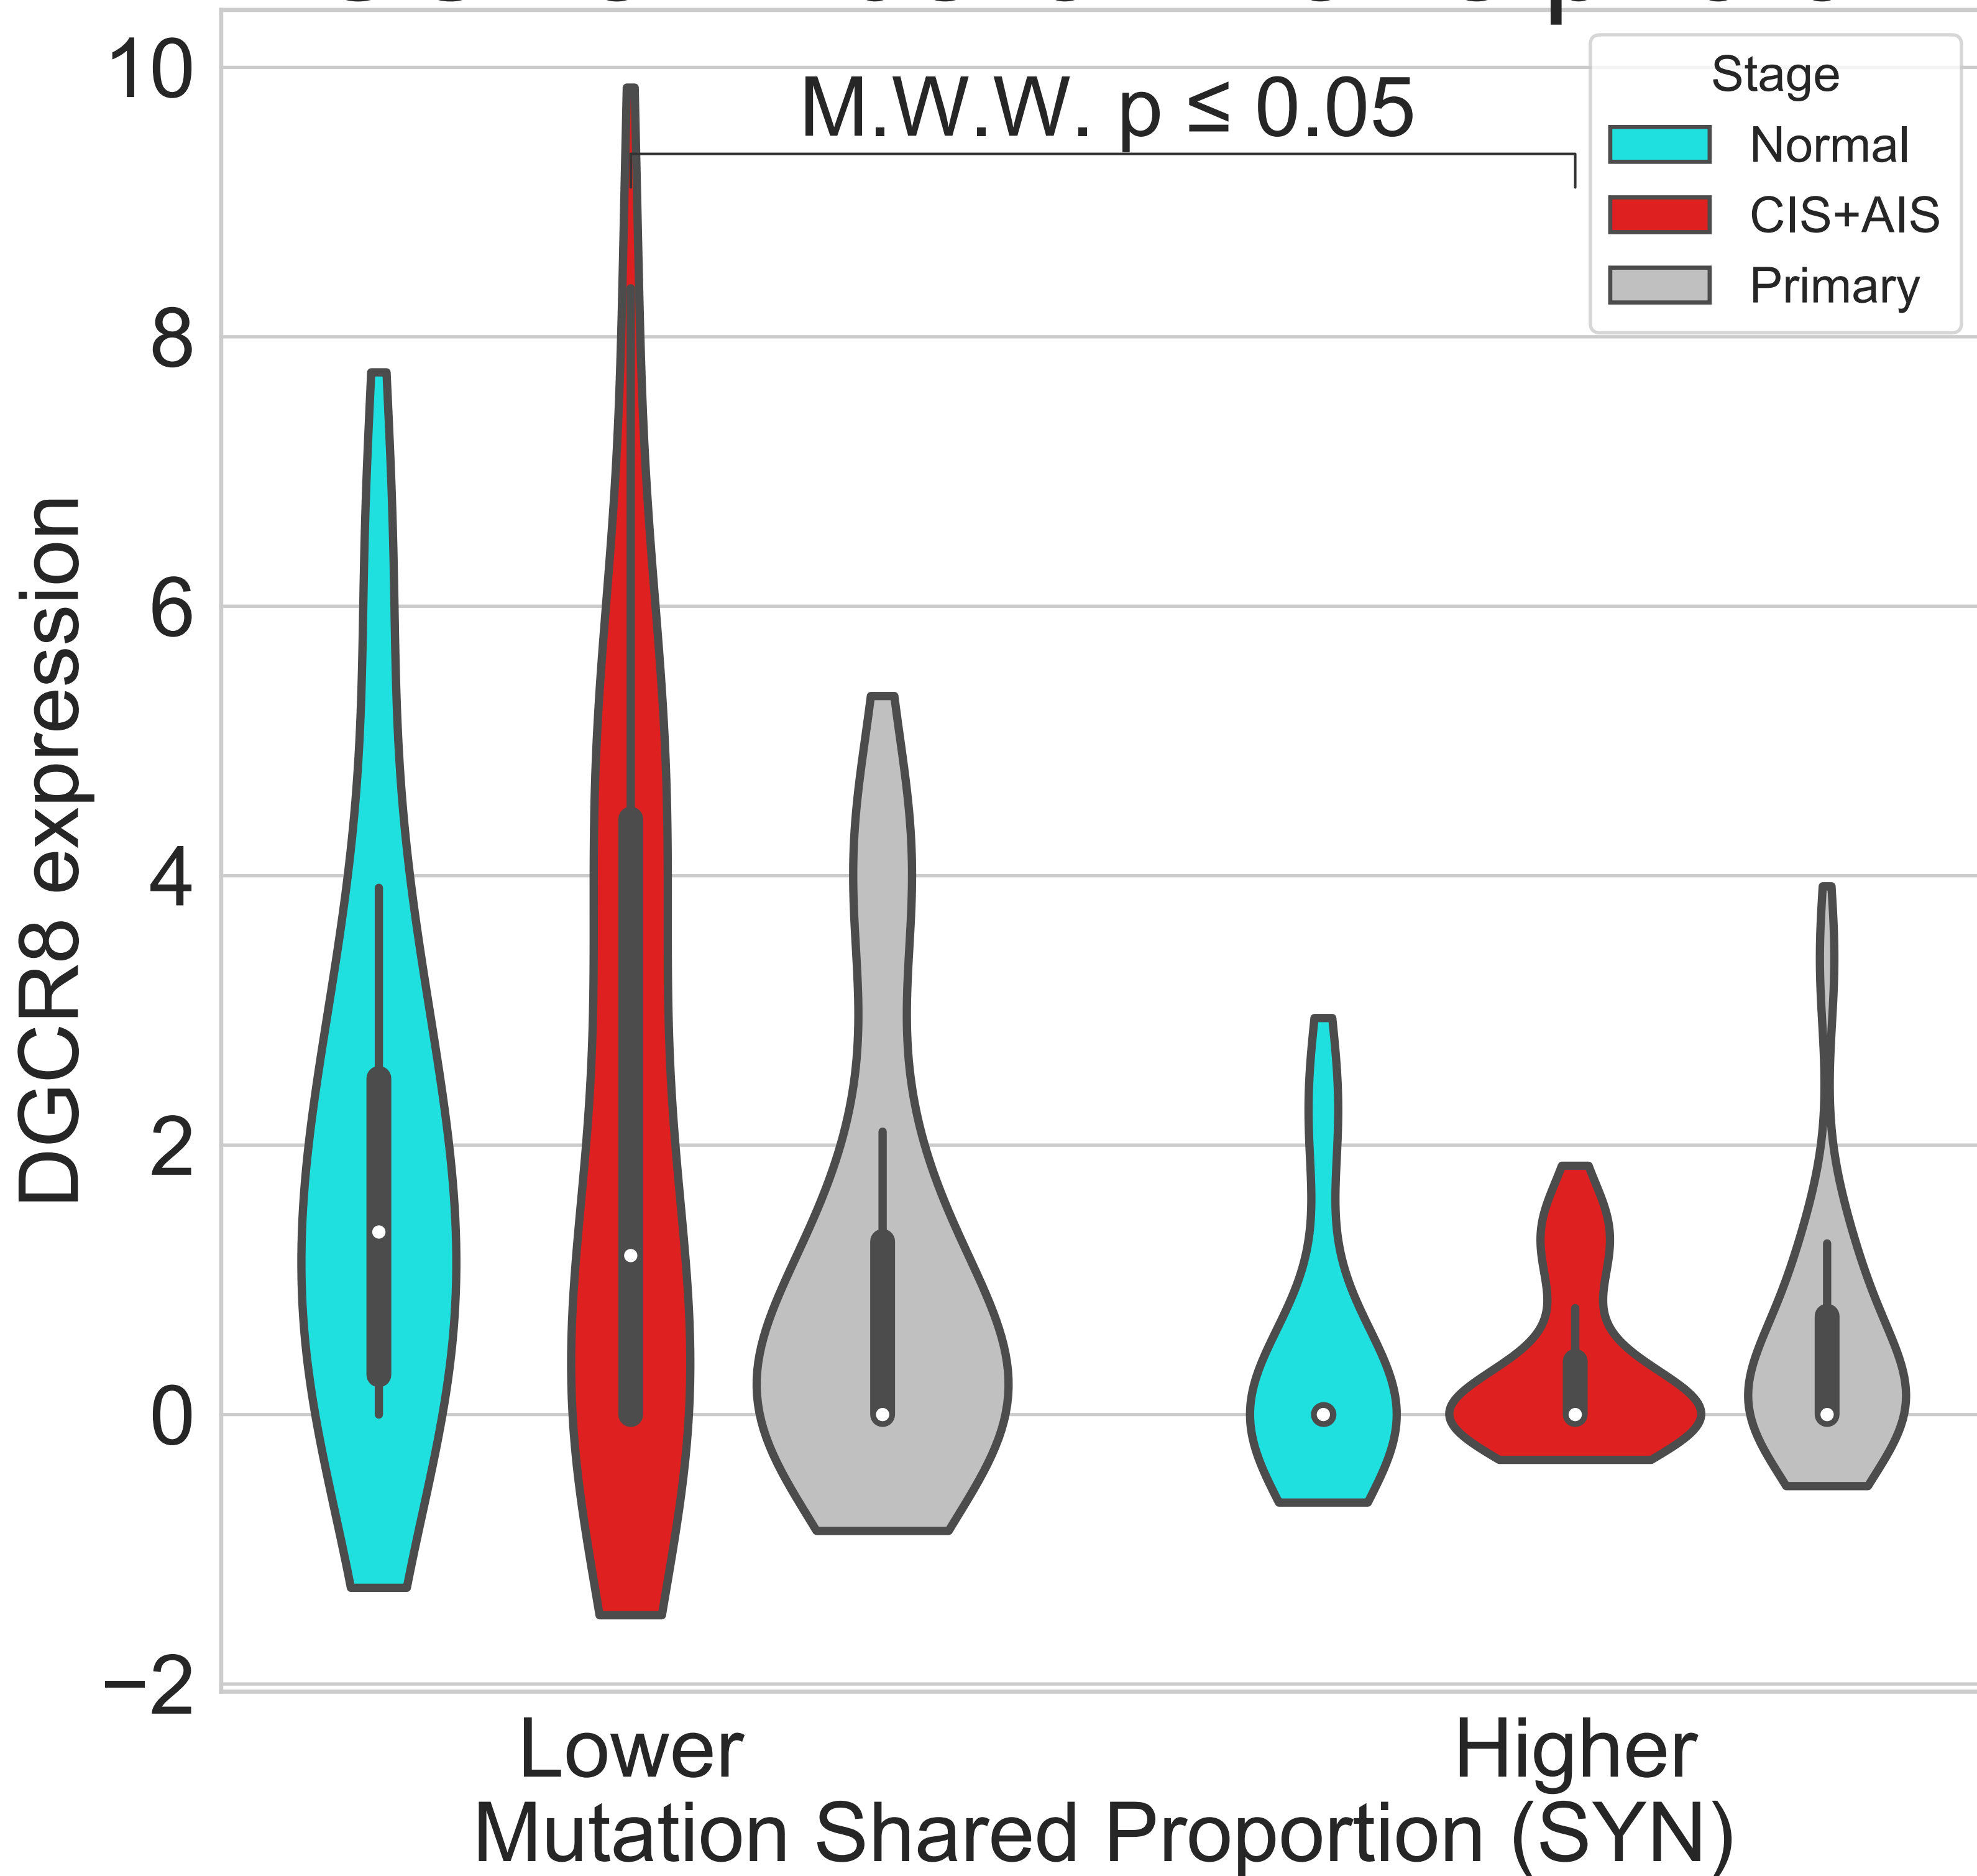 10
M.W.W. p ≤ 0.05
Stage
Normal
CIS+AIS
Primary
8
6
4
2
0
−2
DGCR8 expression
Lower
Higher
Mutation Shared Proportion (SYN)